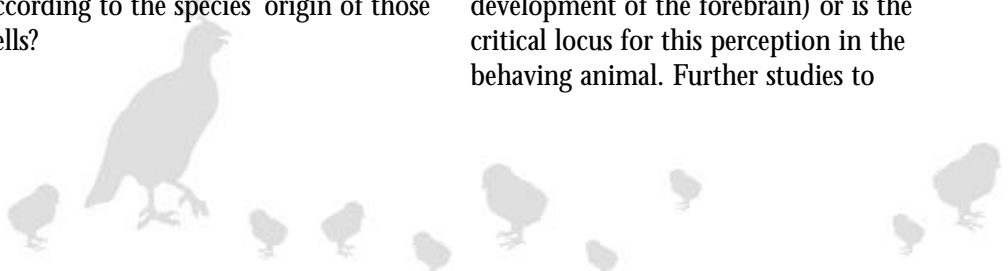 according to the species' origin of those
ells?
development of the forebrain) or is the
critical locus for this perception in the
behaving animal. Further studies to